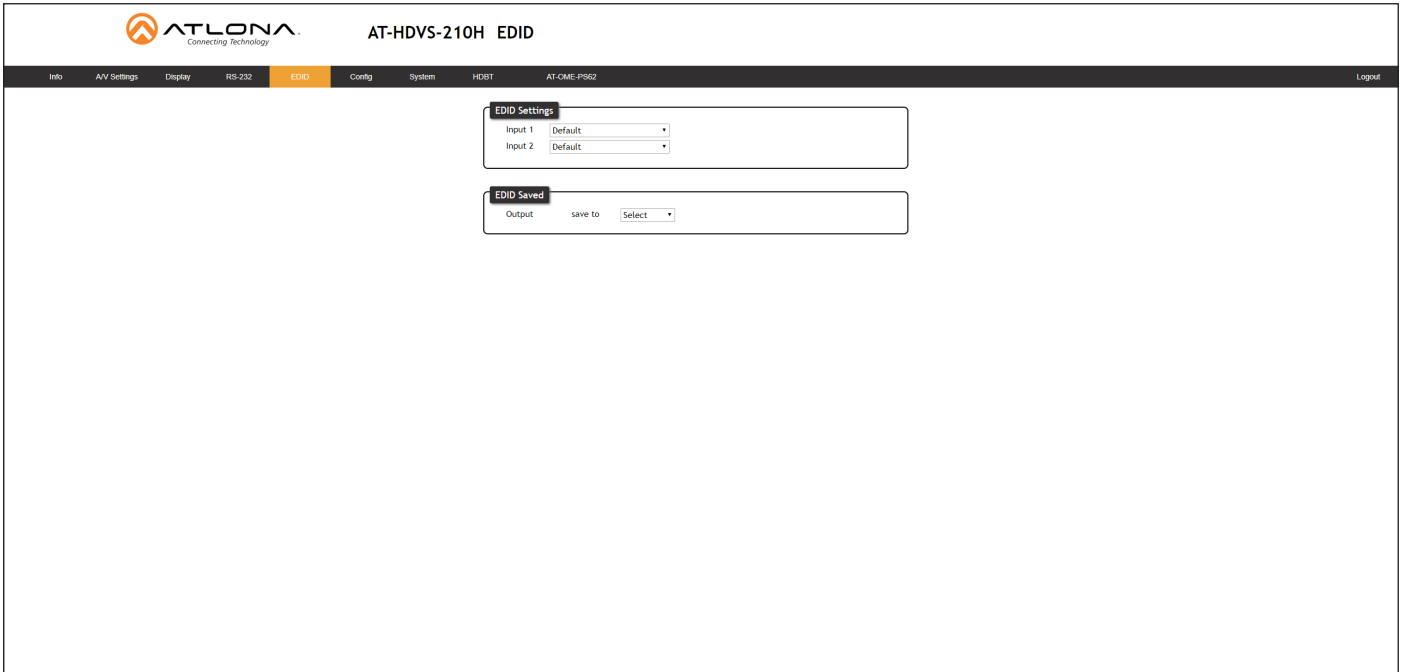 ATLONA
Connecting Technology
AT-HDVS-210H EDID
Info A/V Settings Display RS-232 EDID Config System HDBT AT-OME-PS62 Logout
EDID Settings
Input 1 Default
Input 2 Default
EDID Saved
Output save to Select